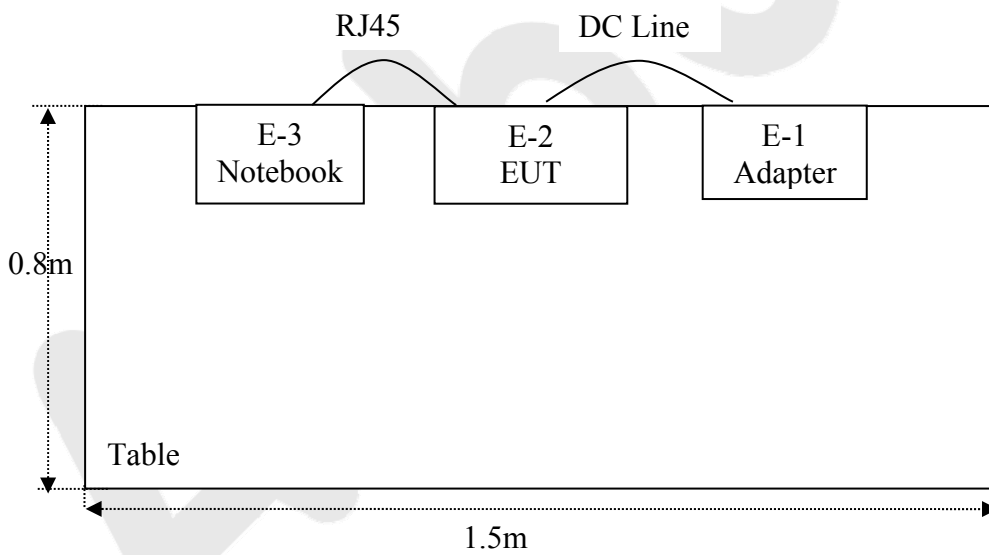 RJ45
DC Line
E-3
Notebook
E-2
EUT
E-1
Adapter
0.8m
Table
1.5m